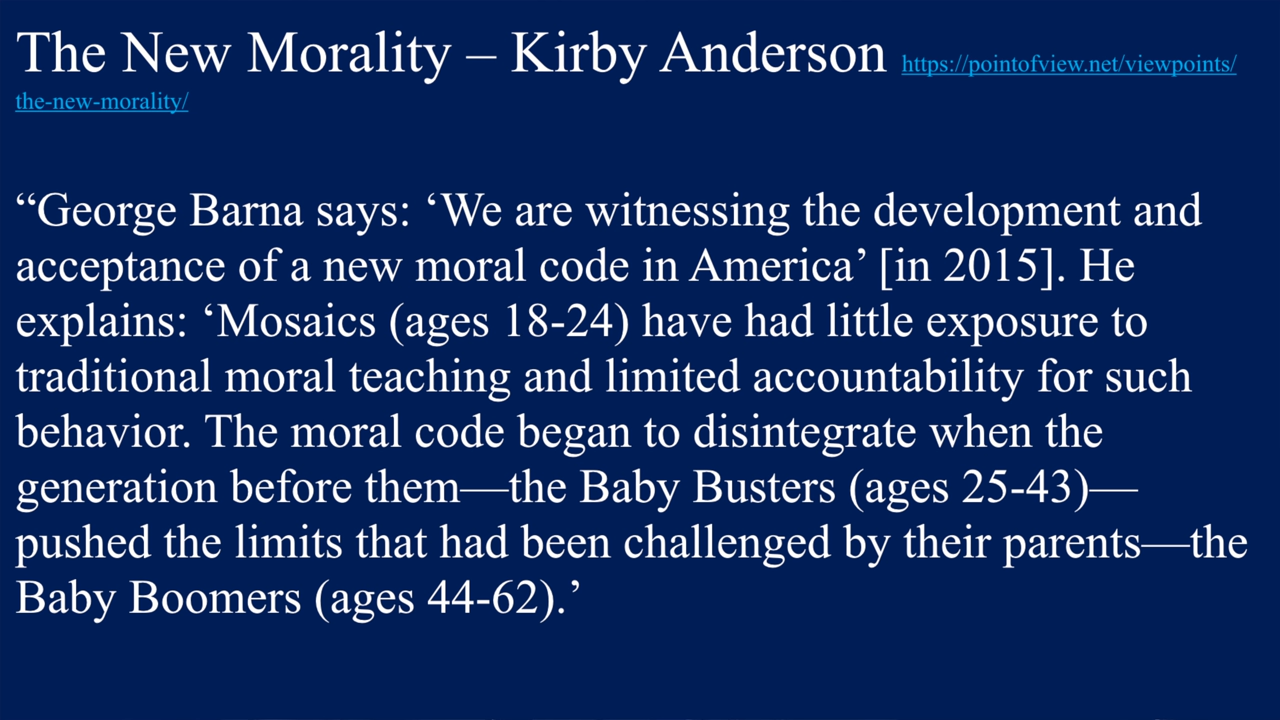 The New Morality – Kirby Anderson https://pointofview.net/viewpoints/
the-new-morality/
“George Barna says: ‘We are witnessing the development and
acceptance of a new moral code in America’ [in 2015]. He
explains: ‘Mosaics (ages 18-24) have had little exposure to
traditional moral teaching and limited accountability for such
behavior. The moral code began to disintegrate when the
generation before them—the Baby Busters (ages 25-43)—
pushed the limits that had been challenged by their parents—the
Baby Boomers (ages 44-62).’